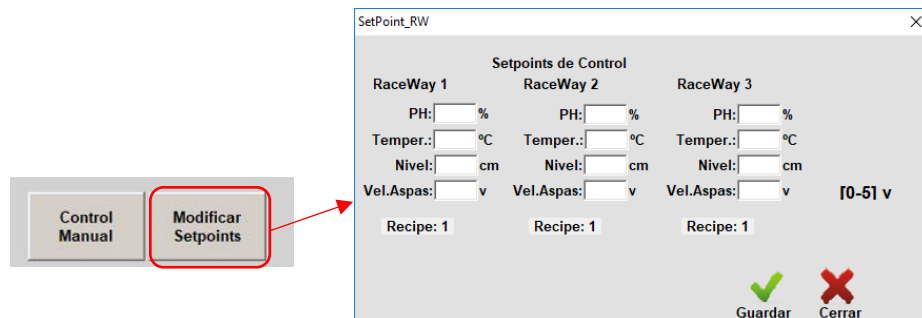 SetPoint_RW
Setpoints de Control
RaceWay 1 RaceWay 2 RaceWay 3
PH: % PH: % PH: %
Temper.: ºC Temper.: ºC Temper.: ºC
Nivel: cm Nivel: cm Nivel: cm
Vel.Aspas: v Vel.Aspas: v Vel.Aspas: v [0-5] v
Recipe: 1 Recipe: 1 Recipe: 1
Control Manual
Modificar Setpoints
Guardar Cerrar